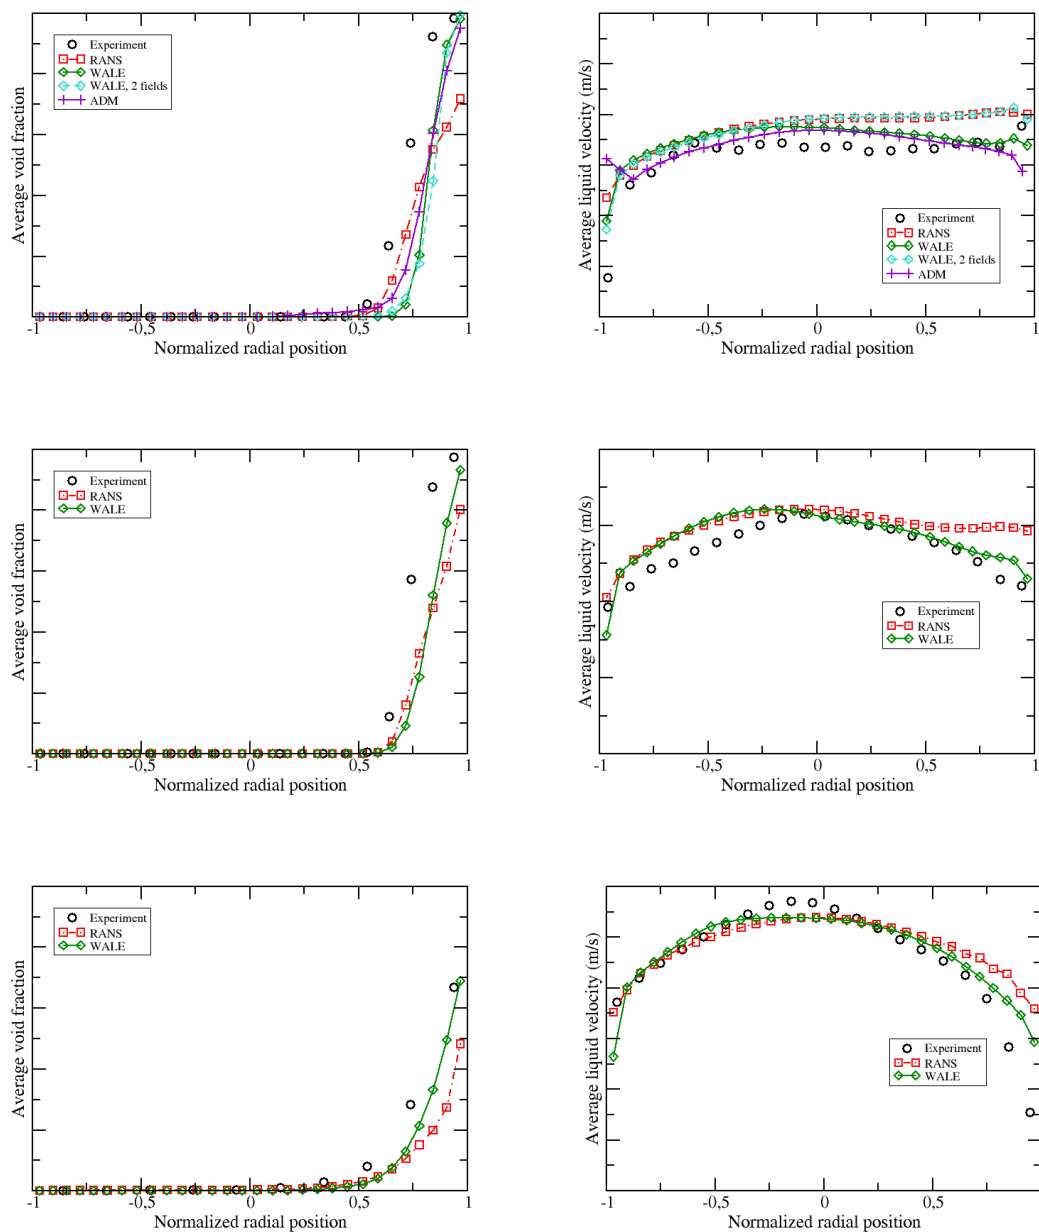 Average void fraction
Experiment
RANS
WALE
WALE, 2 fields
ADM
-1
-0,5
0
0,5
1
Normalized radial position
Average liquid velocity (m/s)
Experiment
RANS
WALE
WALE, 2 fields
ADM
-1
-0,5
0
0,5
1
Normalized radial position
Average void fraction
Experiment
RANS
WALE
-1
-0,5
0
0,5
1
Normalized radial position
Average liquid velocity (m/s)
Experiment
RANS
WALE
-1
-0,5
0
0,5
1
Normalized radial position
Average void fraction
Experiment
RANS
WALE
-1
-0,5
0
0,5
1
Normalized radial position
Average liquid velocity (m/s)
Experiment
RANS
WALE
-1
-0,5
0
0,5
Normalized radial position